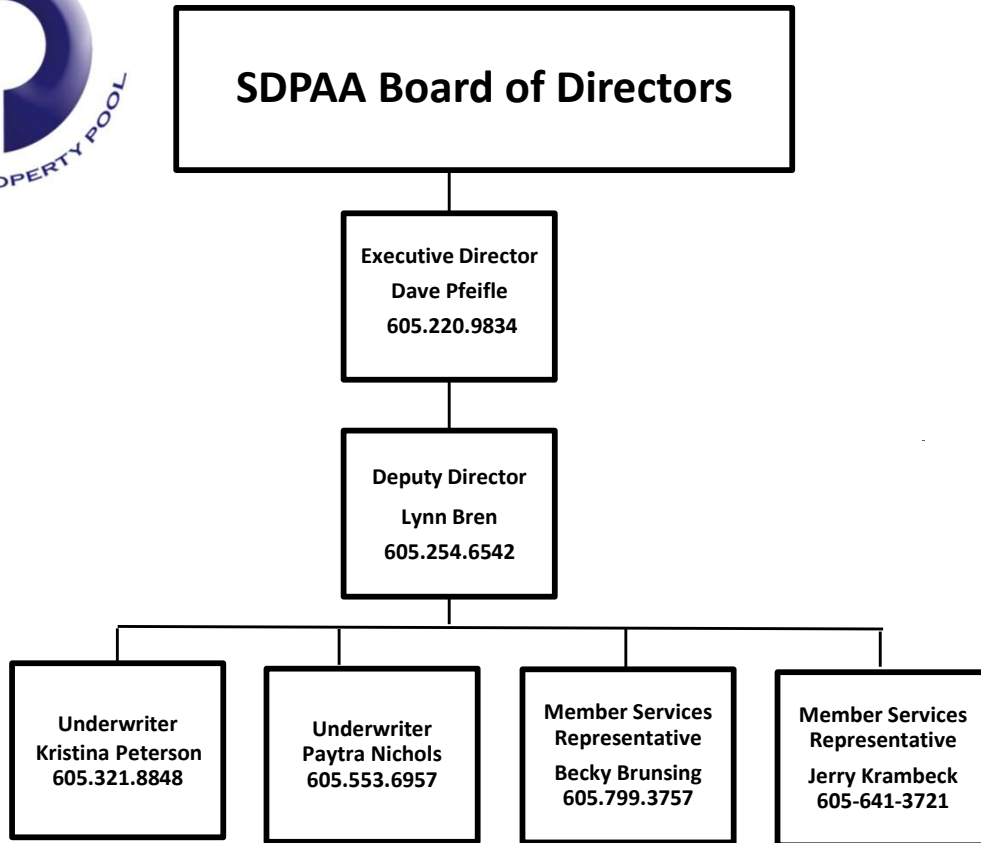 PROPERTY POOL
SDPAA Board of Directors
Executive Director
Dave Pfeifle
605.220.9834
Deputy Director
Lynn Bren
605.254.6542
Underwriter
Kristina Peterson
605.321.8848
Underwriter
Paytra Nichols
605.553.6957
Member Services
Representative
Becky Brunsing
605.799.3757
Member Services
Representative
Jerry Krambeck
605-641-3721